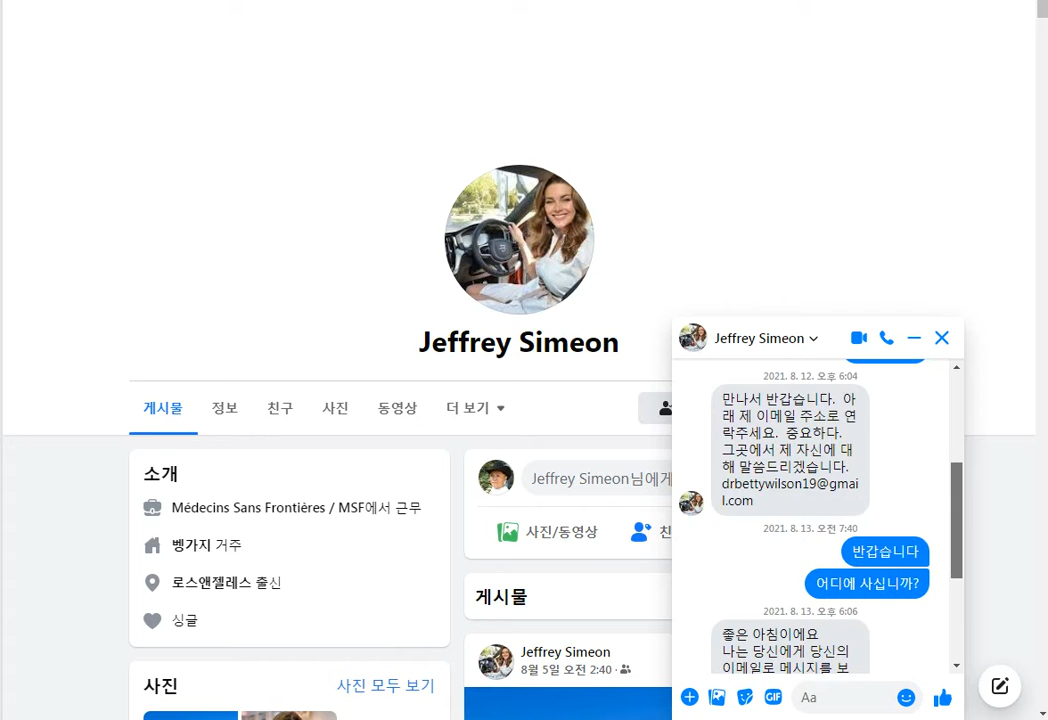 Jeffrey Simeon
게시물 정보 친구 사진 동영상 더 보기
소개
Médecins Sans Frontières / MSF에서 근무
벵가지 거주
로스앤젤레스 출신
싱글
사진 사진 모두 보기
Jeffrey Simeon님에게
사진/동영상 친
게시물
Jeffrey Simeon
8월 5일 오전 2:40
Jeffrey Simeon
2021. 8. 12. 오후 6:04
만나서 반갑습니다. 아
래 제 이메일 주소로 연
락주세요. 중요하다.
그곳에서 제 자신에 대
해 말씀드리겠습니다.
drbettywilson19@gmai
l.com
2021. 8. 13. 오전 7:40
반갑습니다
어디에 사십니까?
2021. 8. 13. 오후 6:06
좋은 아침이에요
나는 당신에게 당신의
이메일로 메시지를 보
GIF Aa